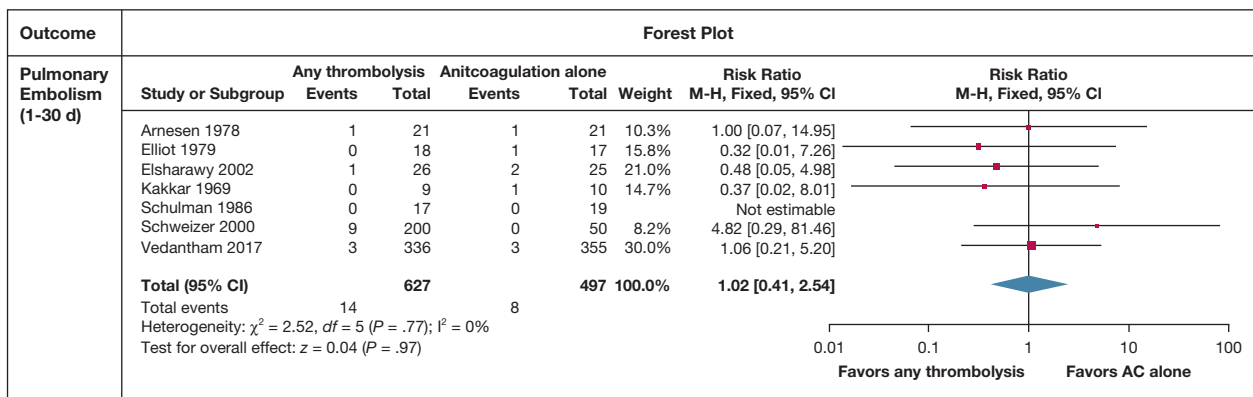 Outcome Forest Plot
Pulmonary Embolism (1-30 d)
Any thrombolysis Anitcoagulation alone Risk Ratio Risk Ratio
Study or Subgroup Events Total Events Total Weight M-H, Fixed, 95% CI M-H, Fixed, 95% CI
Arnesen 1978 1 21 1 21 10.3% 1.00 [0.07, 14.95]
Elliot 1979 0 18 1 17 15.8% 0.32 [0.01, 7.26]
Elsharawy 2002 1 26 2 25 21.0% 0.48 [0.05, 4.98]
Kakkar 1969 0 9 1 10 14.7% 0.37 [0.02, 8.01]
Schulman 1986 0 17 0 19 Not estimable
Schweizer 2000 9 200 0 50 8.2% 4.82 [0.29, 81.46]
Vedantham 2017 3 336 3 355 30.0% 1.06 [0.21, 5.20]
Total (95% CI) 627 497 100.0% 1.02 [0.41, 2.54]
Total events 14 8
Heterogeneity: χ² = 2.52, df = 5 (P = .77); I² = 0%
Test for overall effect: z = 0.04 (P = .97)
0.01 0.1 1 10 100
Favors any thrombolysis Favors AC alone